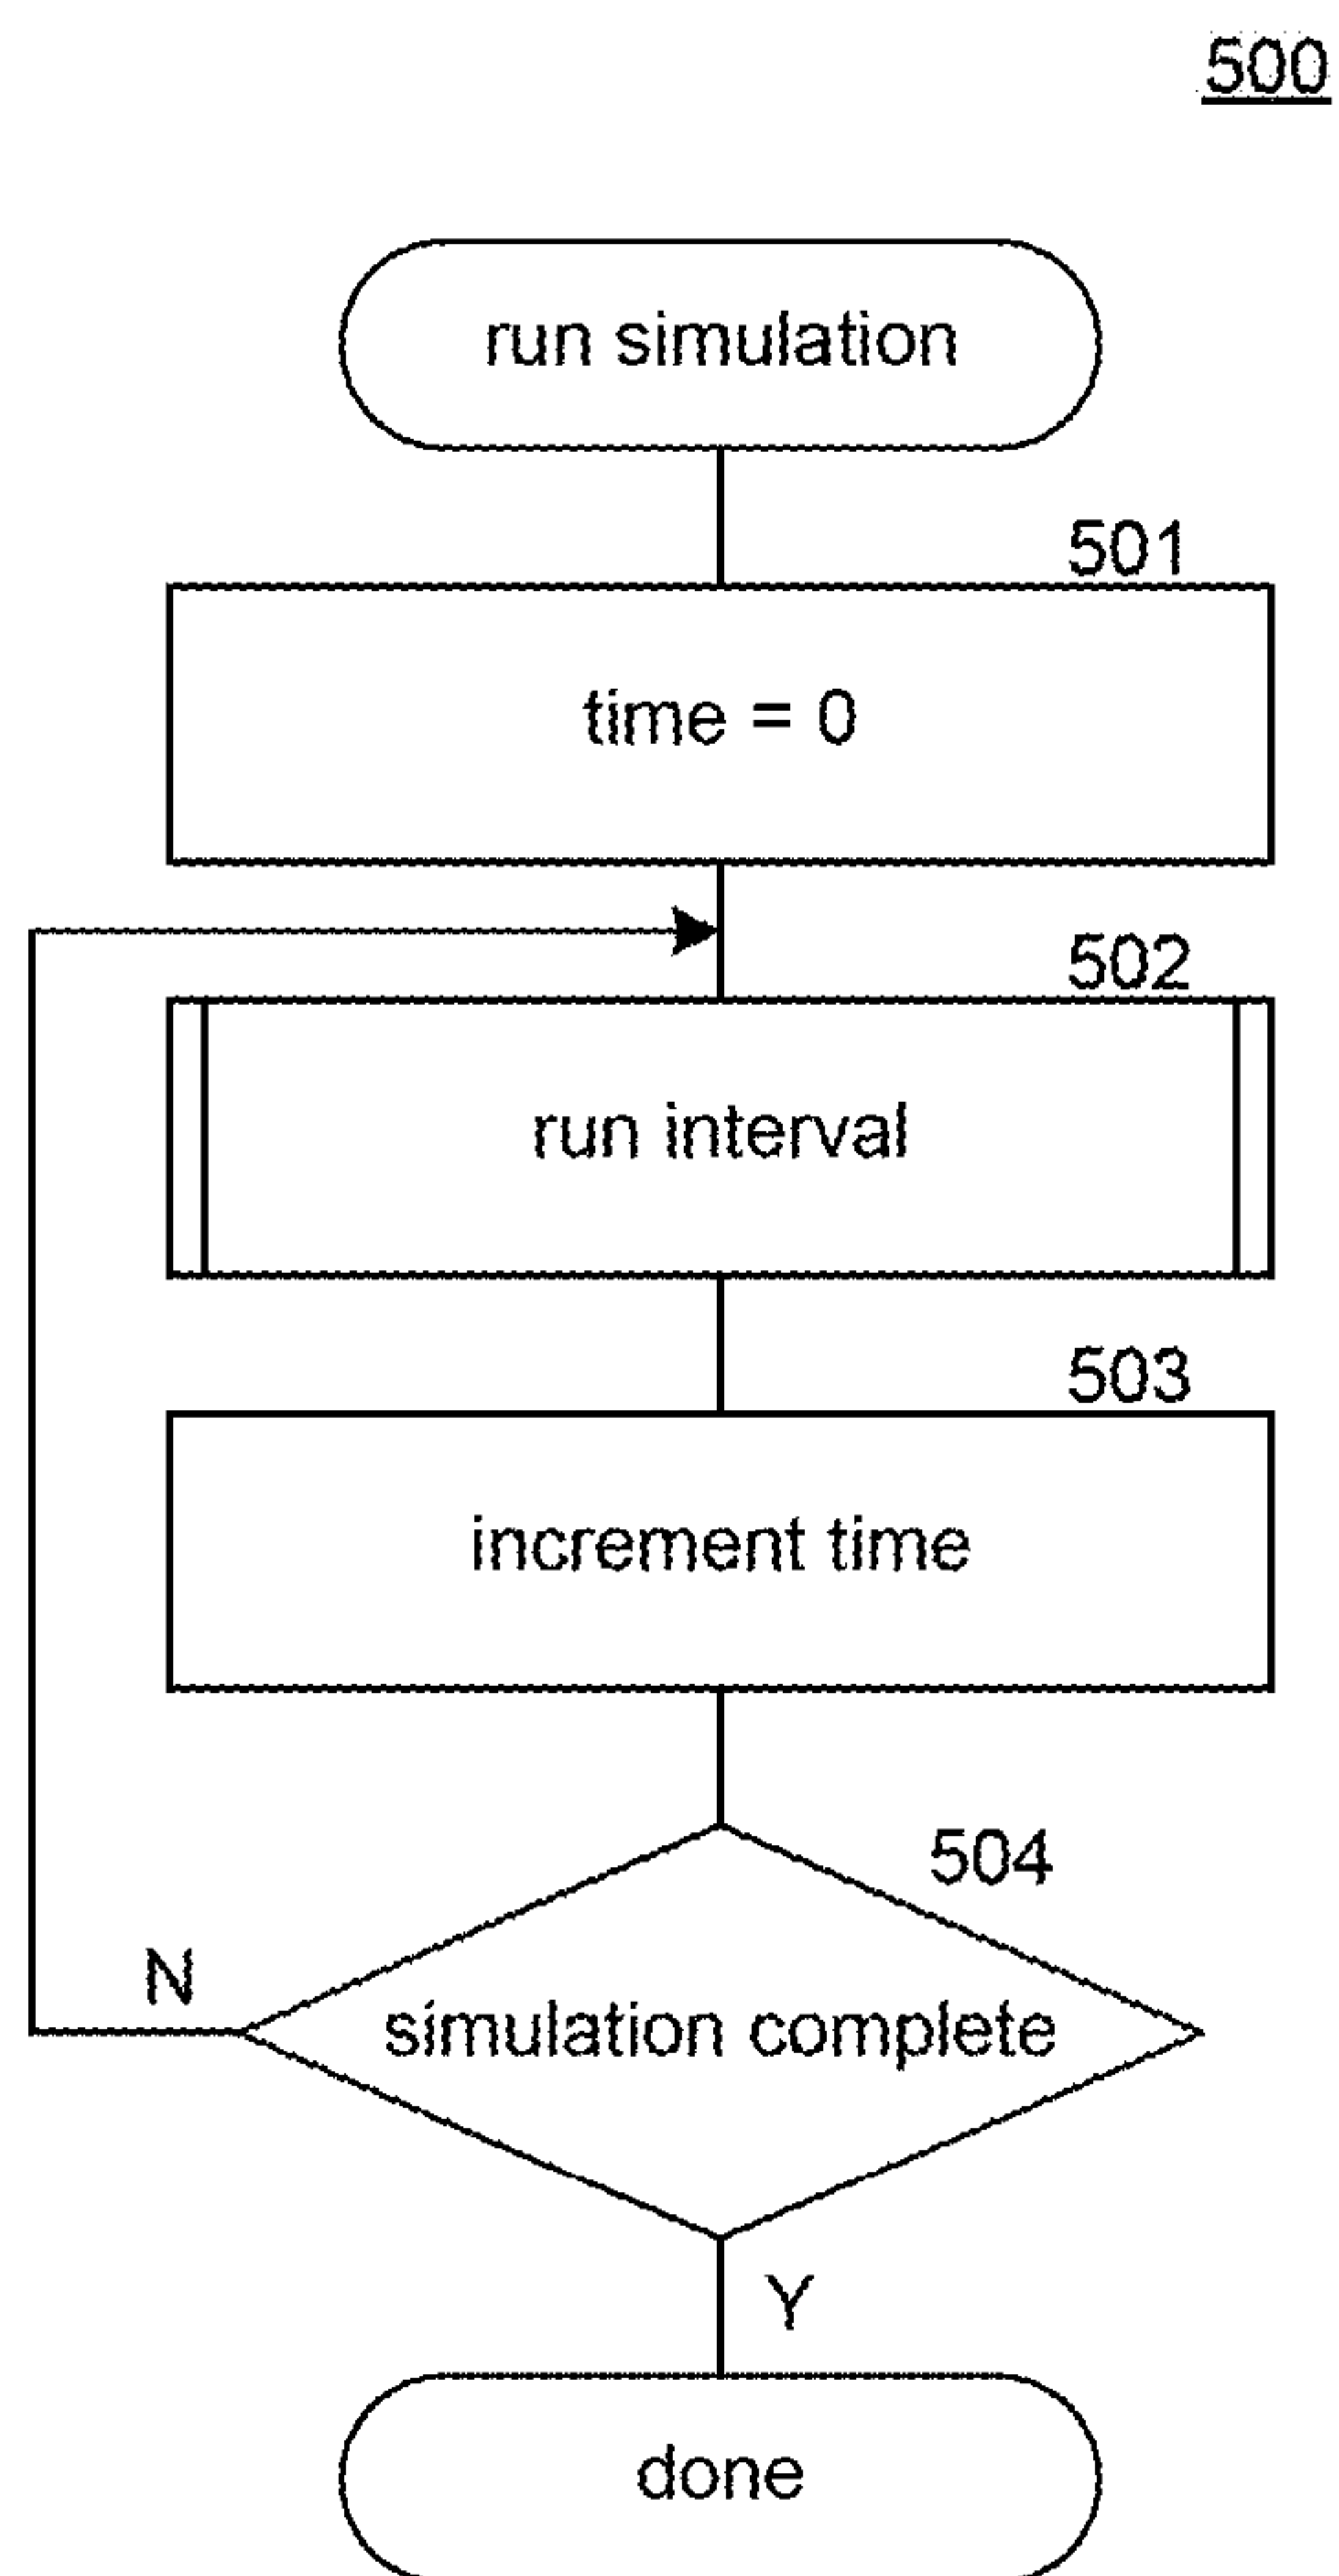 500
run simulation
501
time = 0
502
run interval
503
increment time
504
N
simulation complete
Y
done